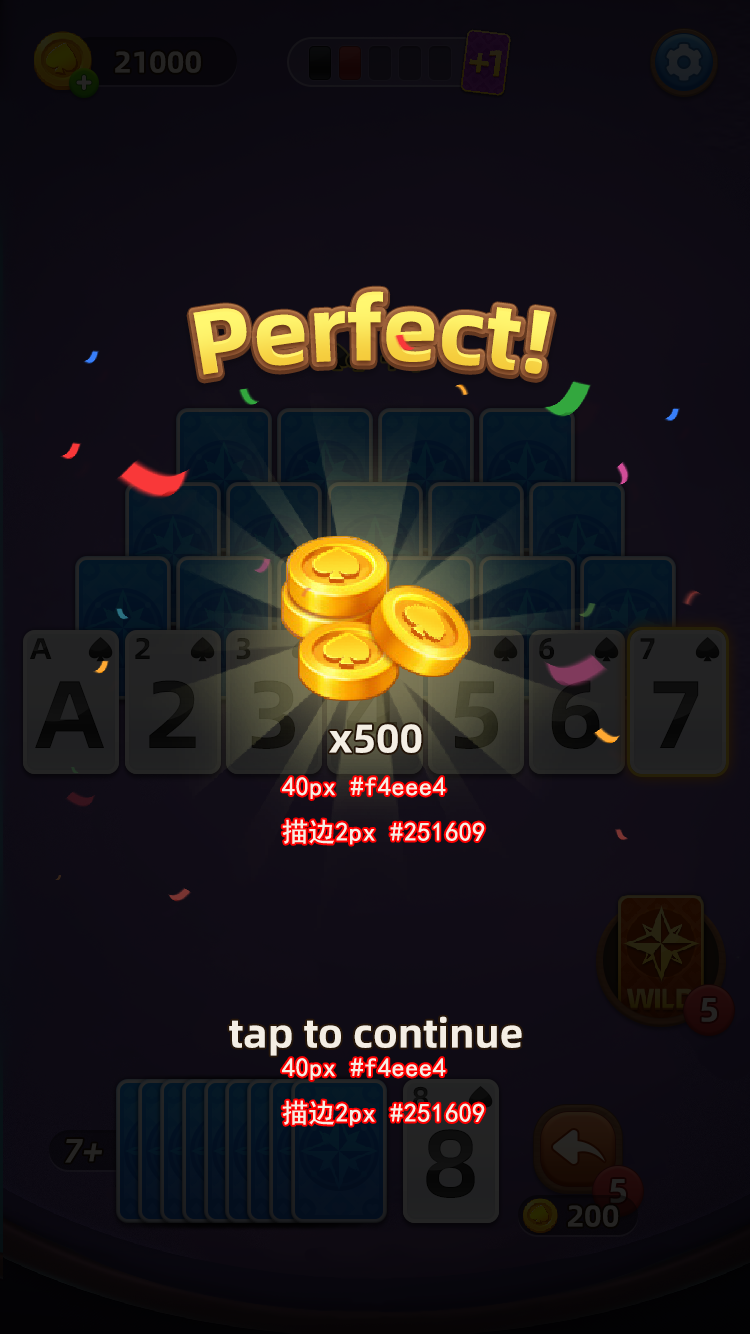 21000
+1
Perfect!
A 2 3 6 7
A 2 3 5 6 7
x500
40px #f4eee4
描边2px #251609
WILD
5
tap to continue
40px #f4eee4
描边2px #251609
8
7+
8
5
200